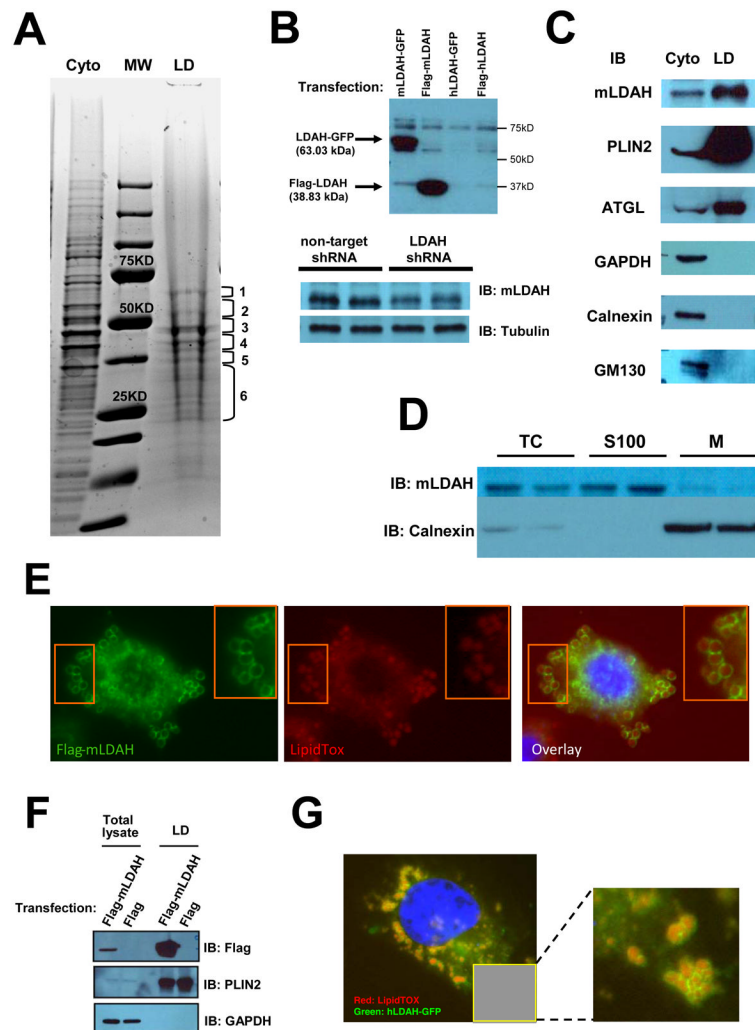 A
Cyto MW LD
75KD
50KD
25KD
1
2
3
4
5
6
B
Transfection:
mLDAH-GFP
Flag-mLDAH
hLDAH-GFP
Flag-hLDAH
LDAH-GFP
(63.03 kDa)
Flag-LDAH
(38.83 kDa)
75kD
50kD
37kD
non-target
shRNA
LDAH
shRNA
IB: mLDAH
IB: Tubulin
C
IB Cyto LD
mLDAH
PLIN2
ATGL
GAPDH
Calnexin
GM130
D
TC S100 M
IB: mLDAH
IB: Calnexin
E
Flag-mLDAH
LipidTox
Overlay
F
Total
lysate
LD
Transfection:
Flag-mLDAH
Flag
Flag-mLDAH
Flag
IB: Flag
IB: PLIN2
IB: GAPDH
G
Red: LipidTOX
Green: hLDAH-GFP